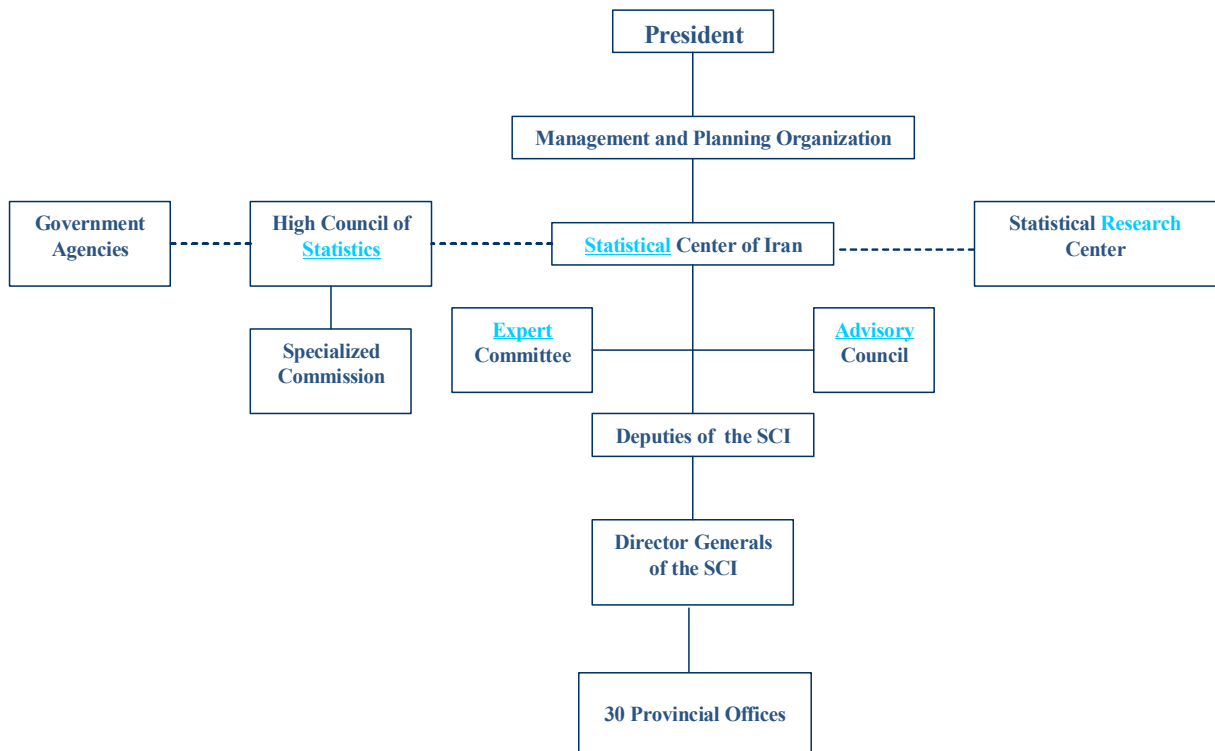 President
Management and Planning Organization
Government
Agencies
High Council of
Statistics
Statistical Center of Iran
Statistical Research
Center
Specialized
Commission
Expert
Committee
Advisory
Council
Deputies of the SCI
Director Generals
of the SCI
30 Provincial Offices